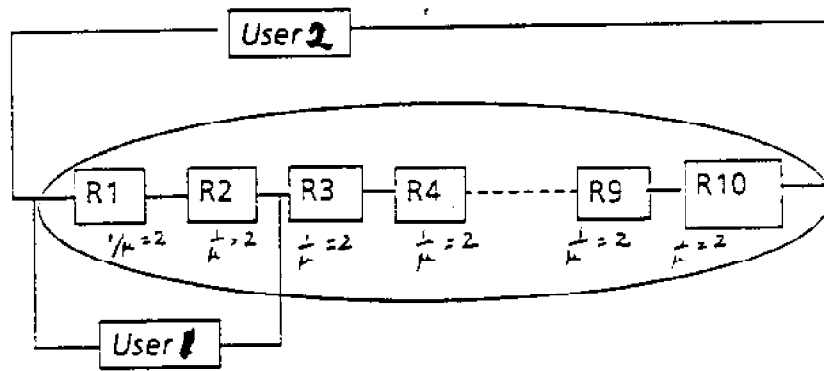 User 2
R1 R2 R3 R4 R9 R10
1/μ = 2 1/μ = 2 1/μ = 2 1/μ = 2 1/μ = 2 1/μ = 2
User 1